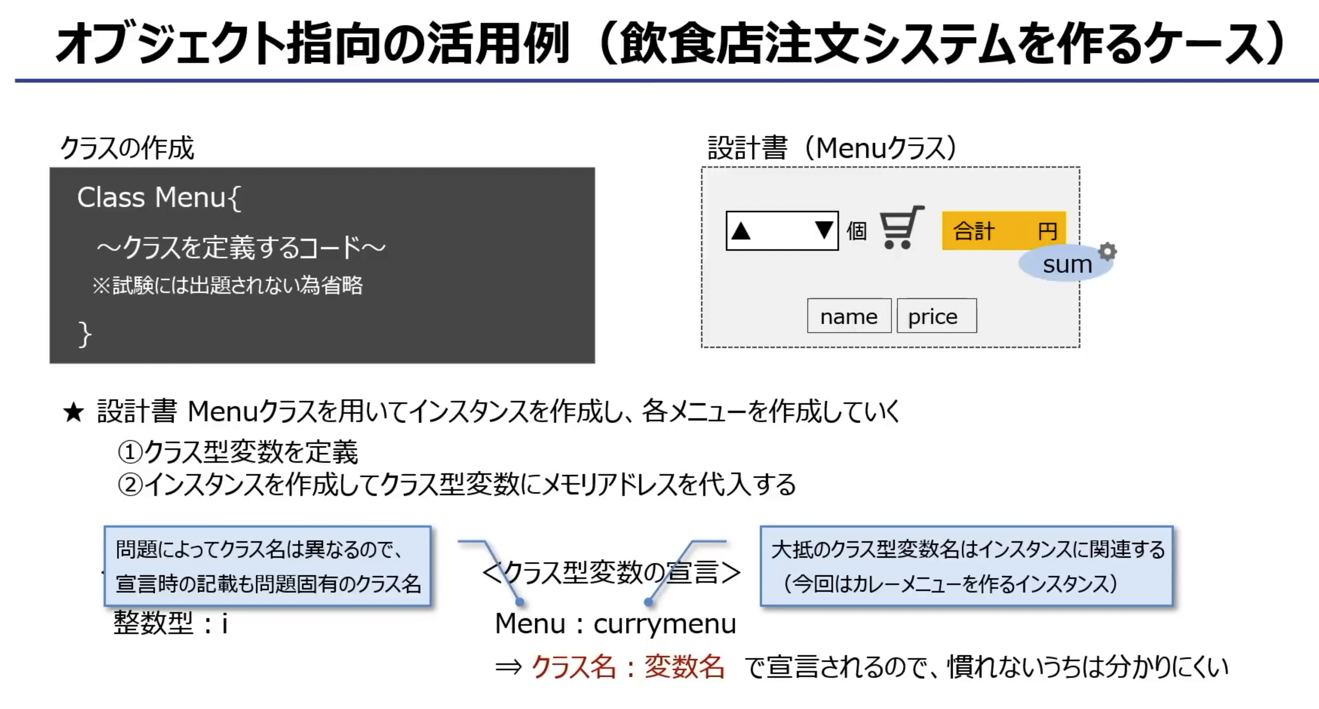 オブジェクト指向の活用例（飲食店注文システムを作るケース）
クラスの作成
Class Menu{
～クラスを定義するコード～
※試験には出題されない為省略
}
設計書（Menuクラス）
▲ ▼ 個 合計 円
sum
name price
★ 設計書 Menuクラスを用いてインスタンスを作成し、各メニューを作成していく
①クラス型変数を定義
②インスタンスを作成してクラス型変数にメモリアドレスを代入する
問題によってクラス名は異なるので、
宣言時の記載も問題固有のクラス名
＜クラス型変数の宣言＞
大抵のクラス型変数名はインスタンスに関連する
（今回はカレーメニューを作るインスタンス）
整数型：i
Menu：currymenu
⇒ クラス名：変数名 で宣言されるので、慣れないうちは分かりにくい